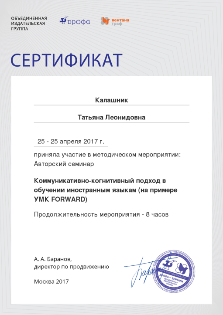 ОБЪЕДИНЕННАЯ
ИЗДАТЕЛЬСКАЯ
ГРУППА
дрофа
вентана
граф
СЕРТИФИКАТ
Калашник
Татьяна Леонидовна
25 - 25 апреля 2017 г.
приняла участие в методическом мероприятии:
Авторский семинар
Коммуникативно-когнитивный подход в
обучении иностранным языкам (на примере
УМК FORWARD)
Продолжительность мероприятия - 8 часов
А. А. Баранов,
директор по продвижению
Москва 2017